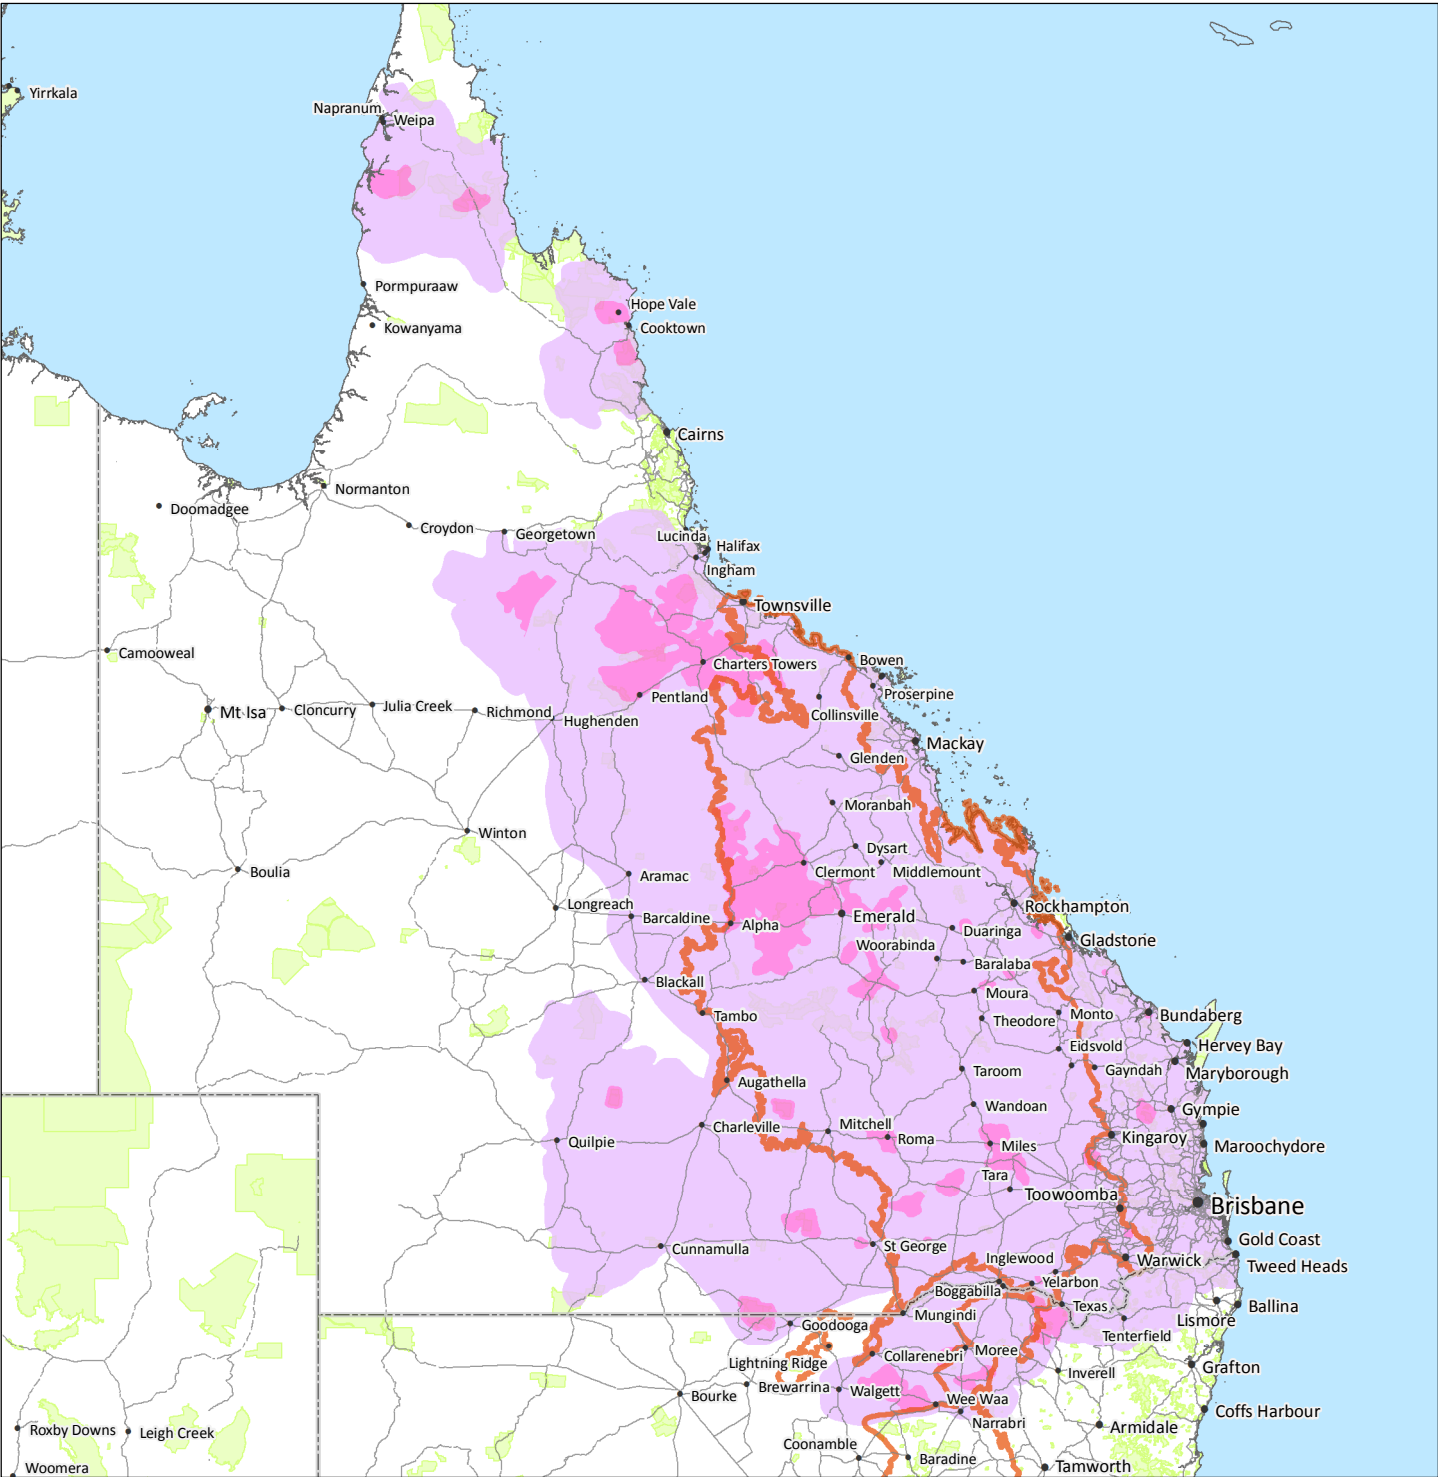 Yirrkala
Napranum
Weipa
Pormpuraaw
Hope Vale
Kowanyama
Cooktown
Cairns
Normanton
Doomadgee
Croydon
Georgetown
Lucinda
Halifax
Ingham
Townsville
Camooweal
Charters Towers
Bowen
Pentland
Proserpine
Mt Isa
Cloncurry
Julia Creek
Richmond
Hughenden
Collinsville
Mackay
Glenden
Moranbah
Winton
Dysart
Boulia
Aramac
Clermont
Middlemount
Longreach
Barcaldine
Alpha
Emerald
Rockhampton
Duaringa
Gladstone
Woorabinda
Baralaba
Blackall
Moura
Tambo
Theodore
Monto
Bundaberg
Eidsvold
Hervey Bay
Taroom
Gayndah
Maryborough
Augathella
Wandoan
Gympie
Charleville
Mitchell
Quilpie
Roma
Miles
Kingaroy
Maroochydore
Tara
Toowoomba
Brisbane
Cunnamulla
St George
Inglewood
Gold Coast
Warwick
Tweed Heads
Boggabilla
Yelarbon
Mungindi
Texas
Ballina
Goodooga
Lismore
Tenterfield
Lightning Ridge
Collarenebri
Moree
Inverell
Grafton
Bourke
Brewarrina
Walgett
Wee Waa
Narrabri
Coffs Harbour
Roxby Downs
Leigh Creek
Armidale
Coonamble
Baradine
Woomera
Tamworth